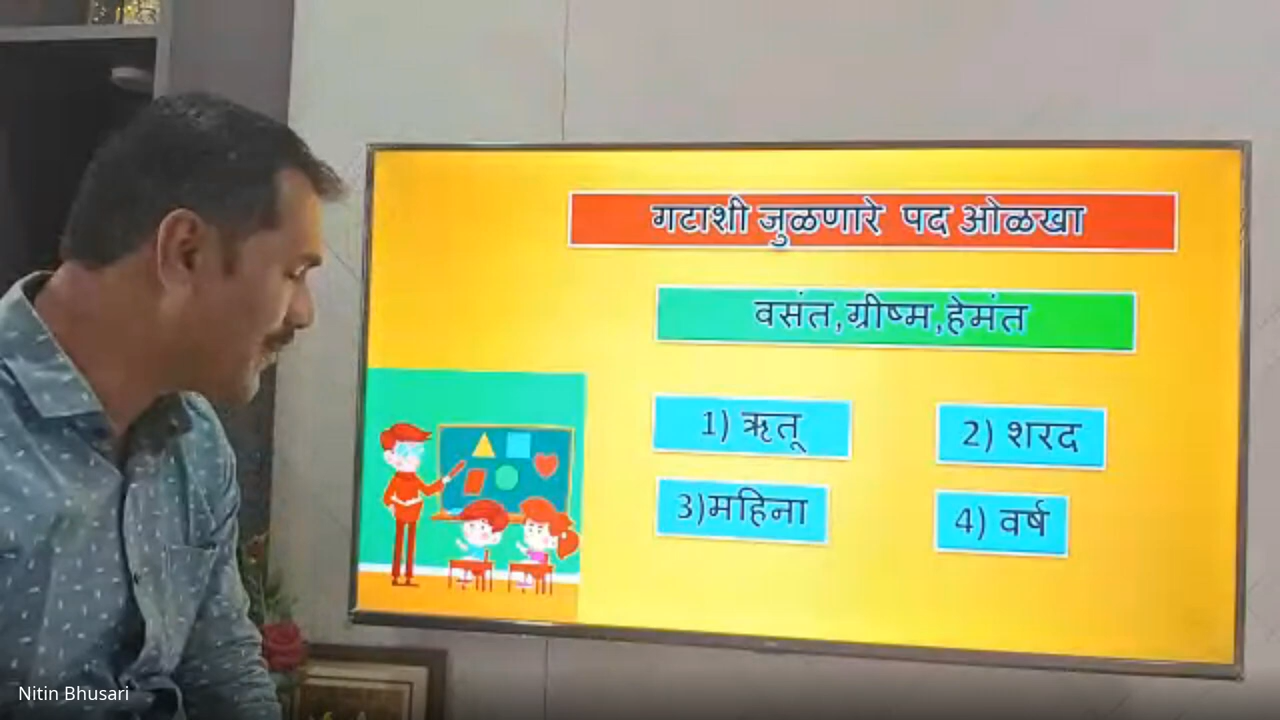 गटाशी जुळणारे पद ओळखा
वसंत,ग्रीष्म,हेमंत
1) ऋतू
2) शरद
3)महिना
4) वर्ष
Nitin Bhusari